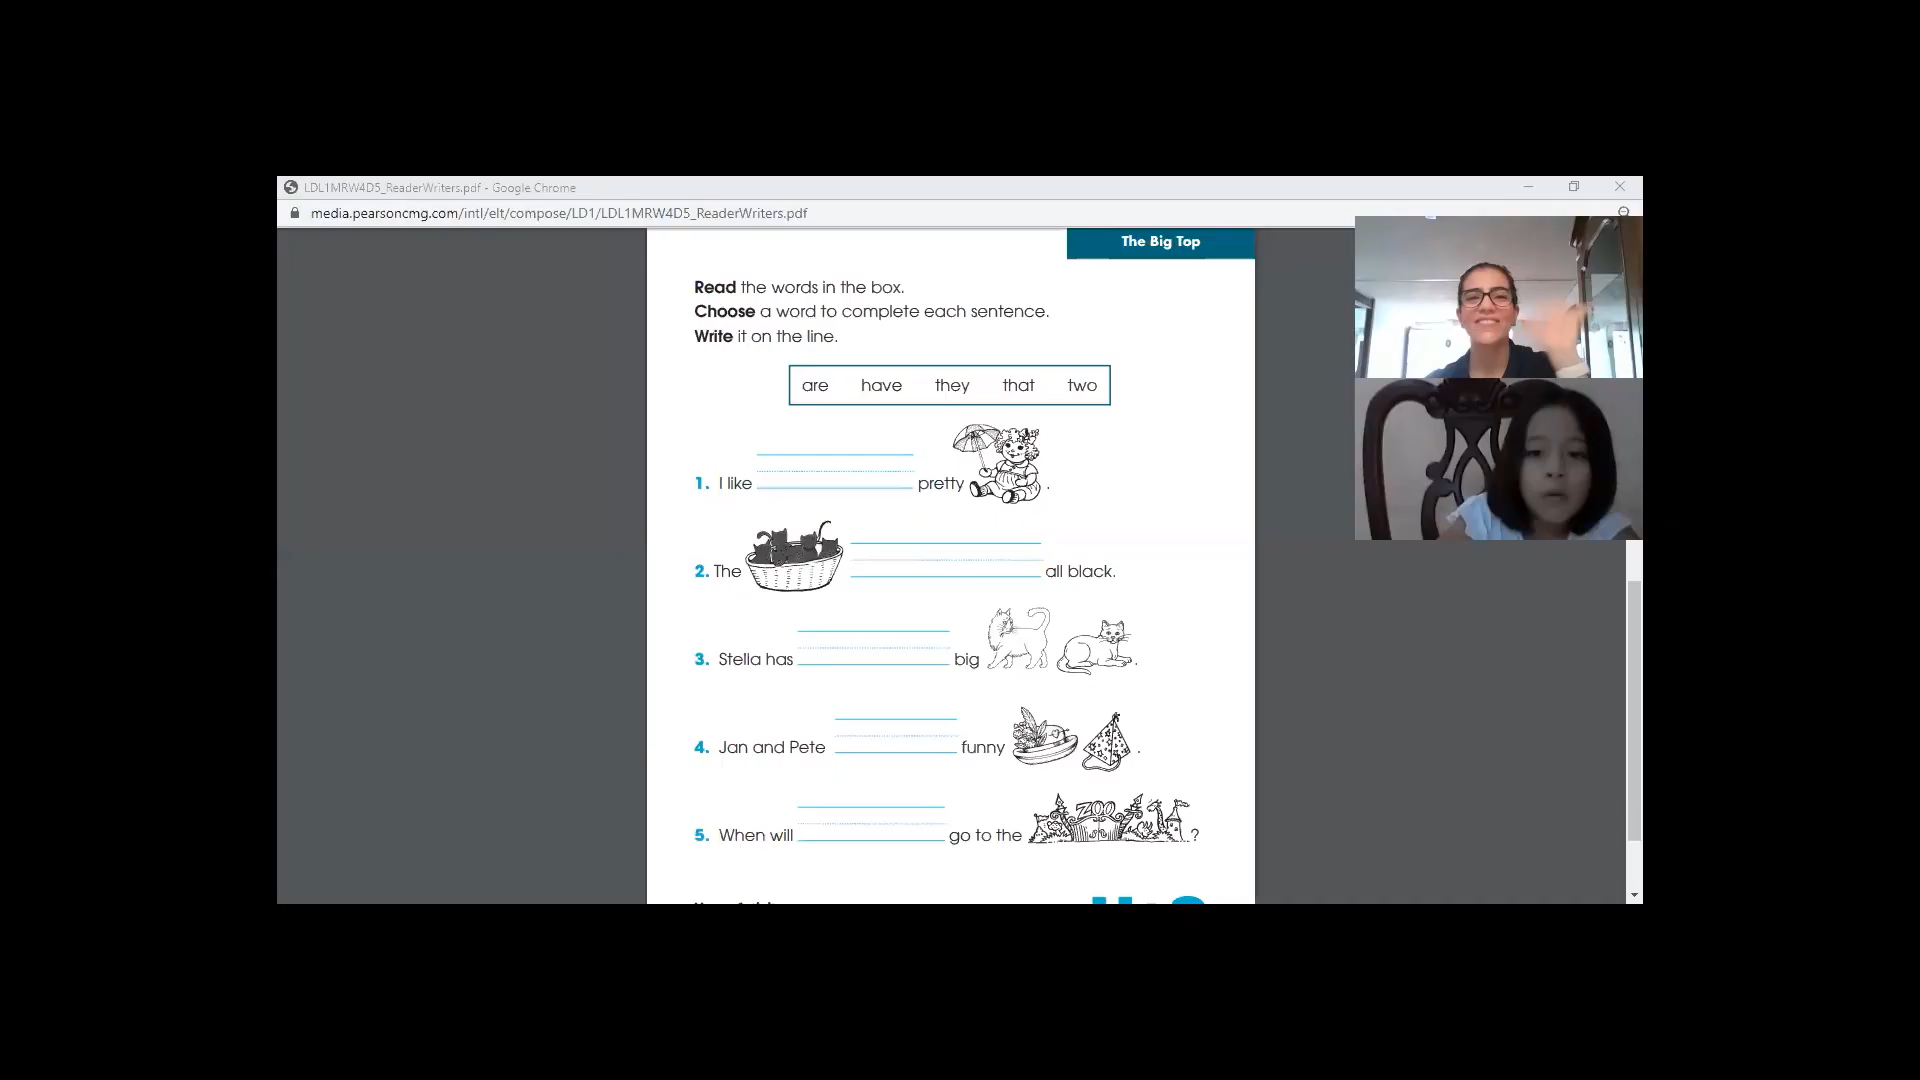 LDL1MRW4D5_ReaderWriters.pdf - Google Chrome
media.pearsoncmg.com/intl/elt/compose/LD1/LDL1MRW4D5_ReaderWriters.pdf
The Big Top
Read the words in the box.
Choose a word to complete each sentence.
Write it on the line.
are have they that two
1. I like pretty .
2. The all black.
3. Stella has big .
4. Jan and Pete funny .
5. When will go to the ZOO ?